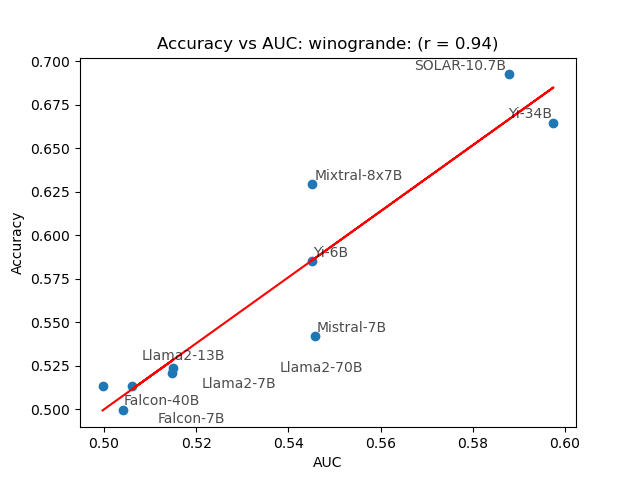 Accuracy vs AUC: winogrande: (r = 0.94)
0.700
0.675
0.650
0.625
0.600
0.575
0.550
0.525
0.500
Accuracy
SOLAR-10.7B
Yi-34B
Mixtral-8x7B
Yi-6B
Mistral-7B
Llama2-13B
Llama2-70B
Llama2-7B
Falcon-40B
Falcon-7B
0.50 0.52 0.54 0.56 0.58 0.60
AUC